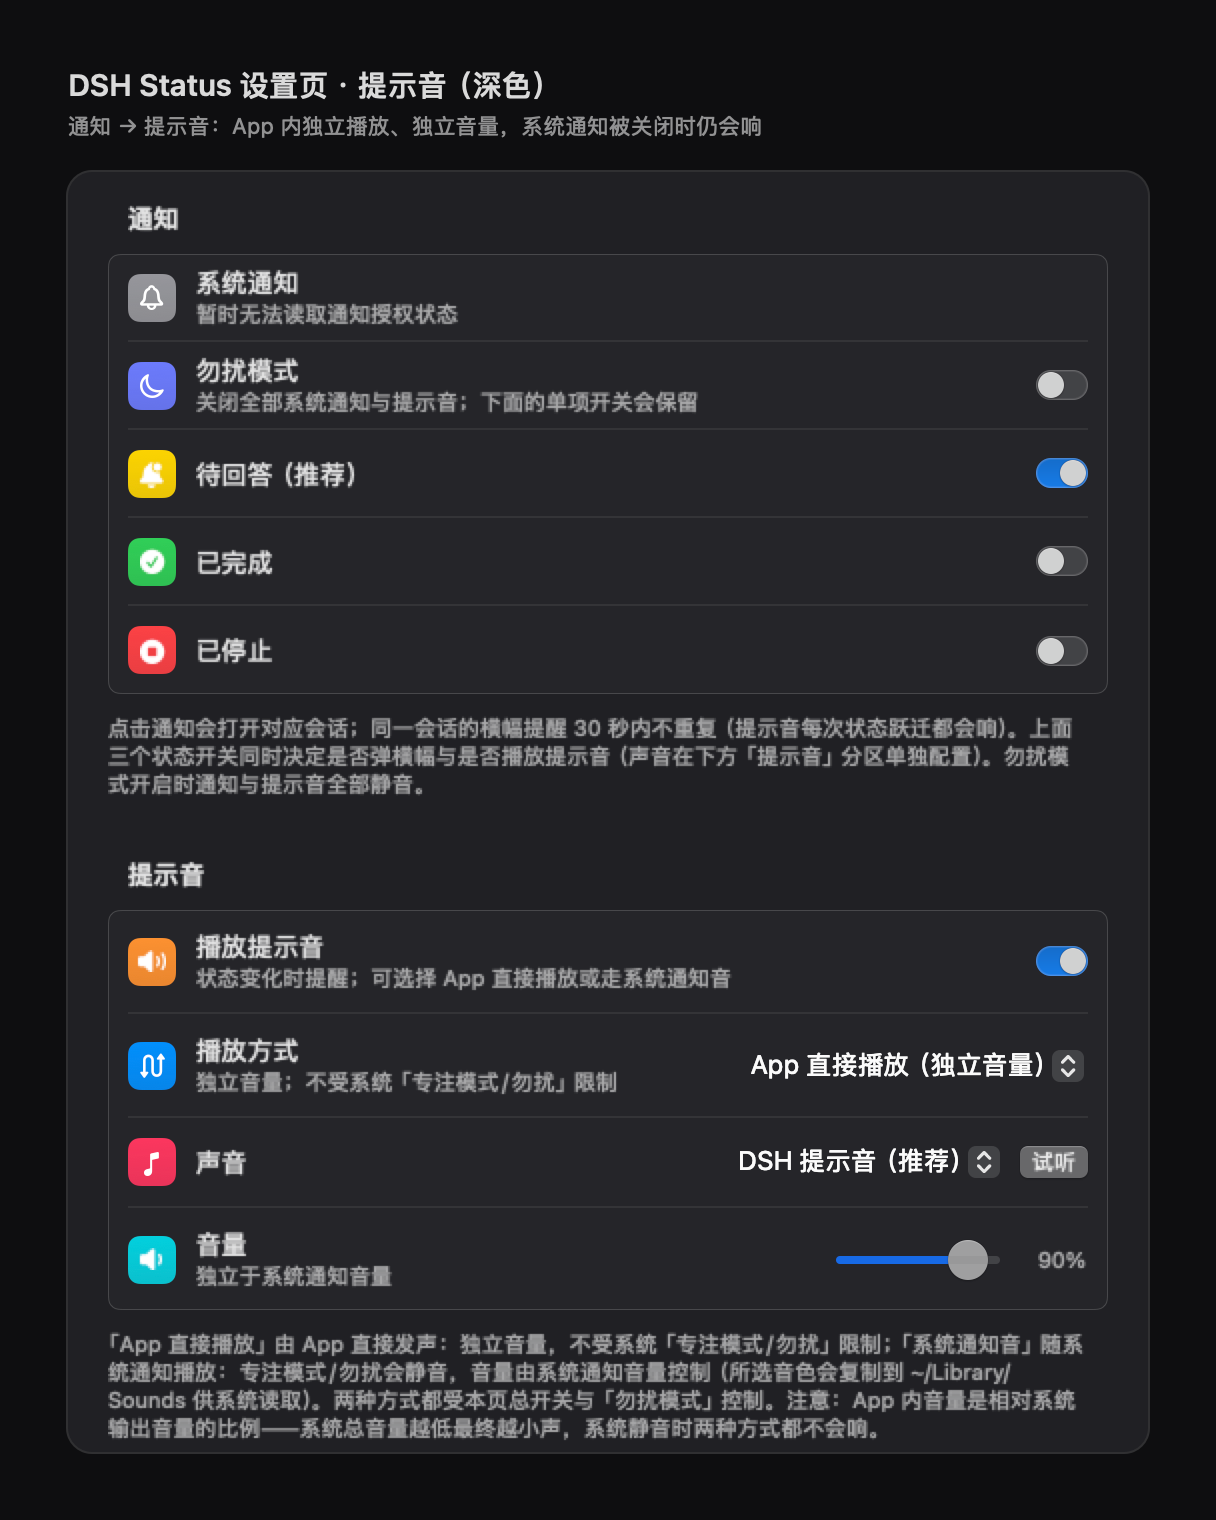 DSH Status 设置页 · 提示音（深色）
通知 → 提示音：App 内独立播放、独立音量，系统通知被关闭时仍会响
通知
系统通知
暂时无法读取通知授权状态
勿扰模式
关闭全部系统通知与提示音；下面的单项开关会保留
待回答（推荐）
已完成
已停止
点击通知会打开对应会话；同一会话的横幅提醒 30 秒内不重复（提示音每次状态跃迁都会响）。上面
三个状态开关同时决定是否弹横幅与是否播放提示音（声音在下方「提示音」分区单独配置）。勿扰模
式开启时通知与提示音全部静音。
提示音
播放提示音
状态变化时提醒；可选择 App 直接播放或走系统通知音
播放方式
独立音量；不受系统「专注模式/勿扰」限制
App 直接播放（独立音量）
声音
DSH 提示音（推荐）
试听
音量
独立于系统通知音量
90%
「App 直接播放」由 App 直接发声：独立音量，不受系统「专注模式/勿扰」限制；「系统通知音」随系
统通知播放：专注模式/勿扰会静音，音量由系统通知音量控制（所选音色会复制到 ~/Library/
Sounds 供系统读取）。两种方式都受本页总开关与「勿扰模式」控制。注意：App 内音量是相对系统
输出音量的比例——系统总音量越低最终越小声，系统静音时两种方式都不会响。